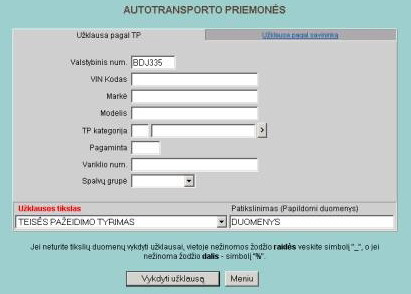 AUTOTRANSPORTO PRIEMONĖS
Užklausa pagal TP
Užklausa pagal savininką
Valstybinis num. BDJ335
VIN Kodas
Markė
Modelis
TP kategorija >
Pagaminta
Variklio num.
Spalvų grupė
Užklausos tikslas
Patikslinimas (Papildomi duomenys)
TEISĖS PAŽEIDIMO TYRIMAS
DUOMENYS
Jei neturite tikslių duomenų vykdyti užklausai, vietoje nežinomos žodžio raidės veskite simbolį "_", o jei
nežinoma žodžio dalis - simbolį "%".
Vykdyti užklausą
Meniu